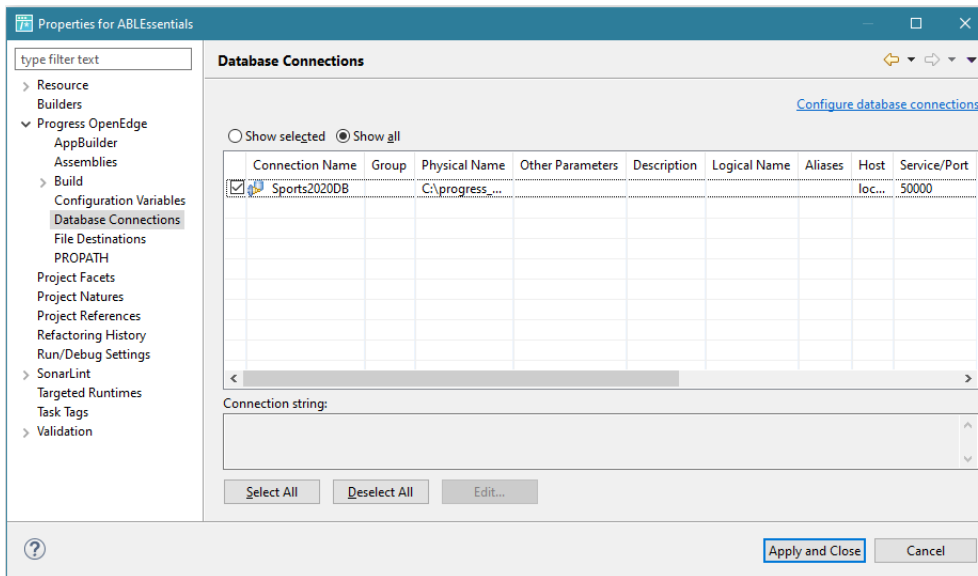 Properties for ABLEssentials
type filter text
Resource
Builders
Progress OpenEdge
AppBuilder
Assemblies
Build
Configuration Variables
Database Connections
File Destinations
PROPATH
Project Facets
Project Natures
Project References
Refactoring History
Run/Debug Settings
SonarLint
Targeted Runtimes
Task Tags
Validation
Database Connections
Configure database connections
Show selected Show all
Connection Name Group Physical Name Other Parameters Description Logical Name Aliases Host Service/Port
Sports2020DB C:\progress_... loc... 50000
Connection string:
Select All Deselect All Edit...
? Apply and Close Cancel